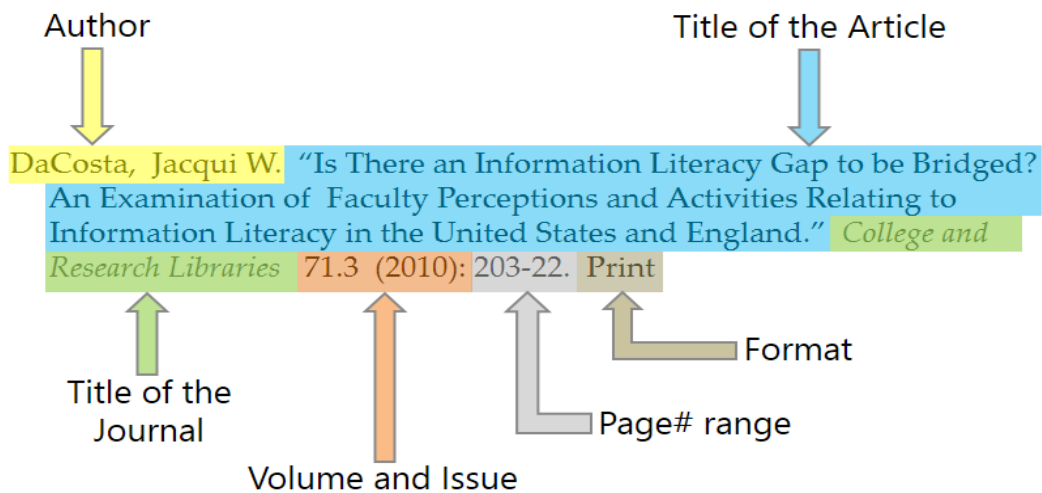 Author
Title of the Article
DaCosta, Jacqui W. “Is There an Information Literacy Gap to be Bridged?
An Examination of Faculty Perceptions and Activities Relating to
Information Literacy in the United States and England.” College and
Research Libraries 71.3 (2010): 203-22. Print
Format
Title of the
Journal
Page# range
Volume and Issue